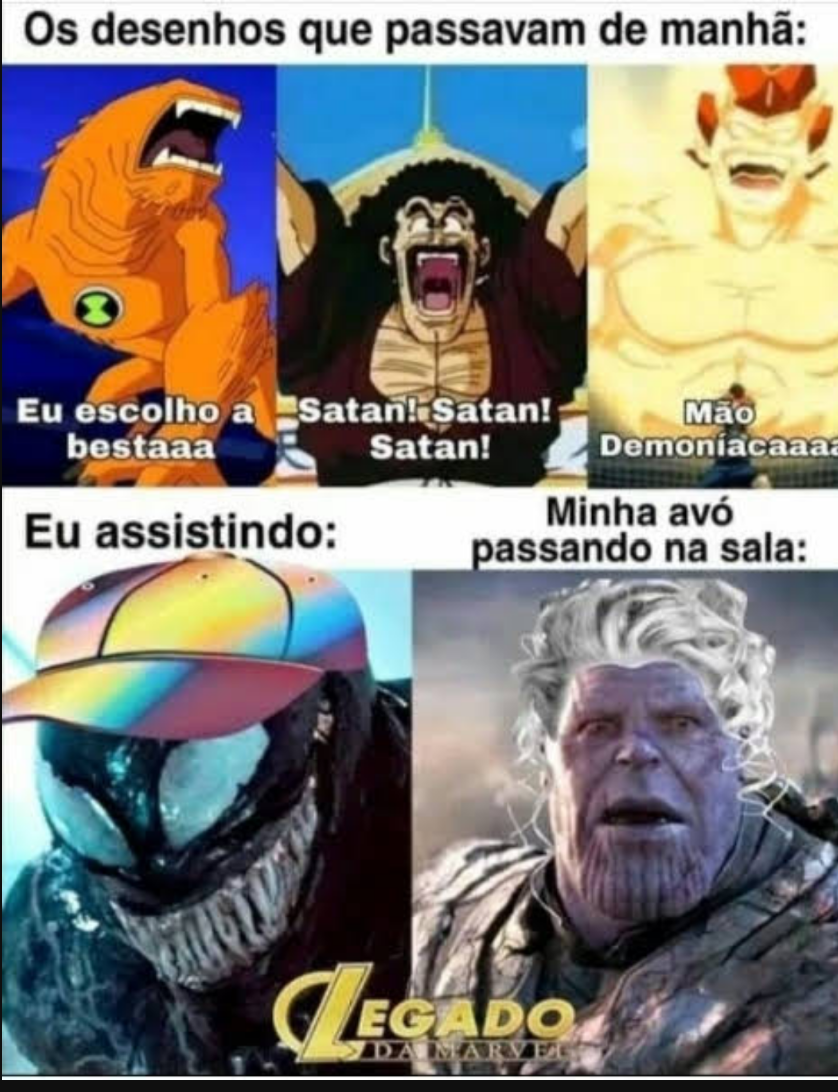 Os desenhos que passavam de manhã:
Eu escolho a
bestaaa
Satan! Satan!
Satan!
Mão
Demoníacaaaa
Eu assistindo:
Minha avó
passando na sala:
LEGADO
DA MARVEL